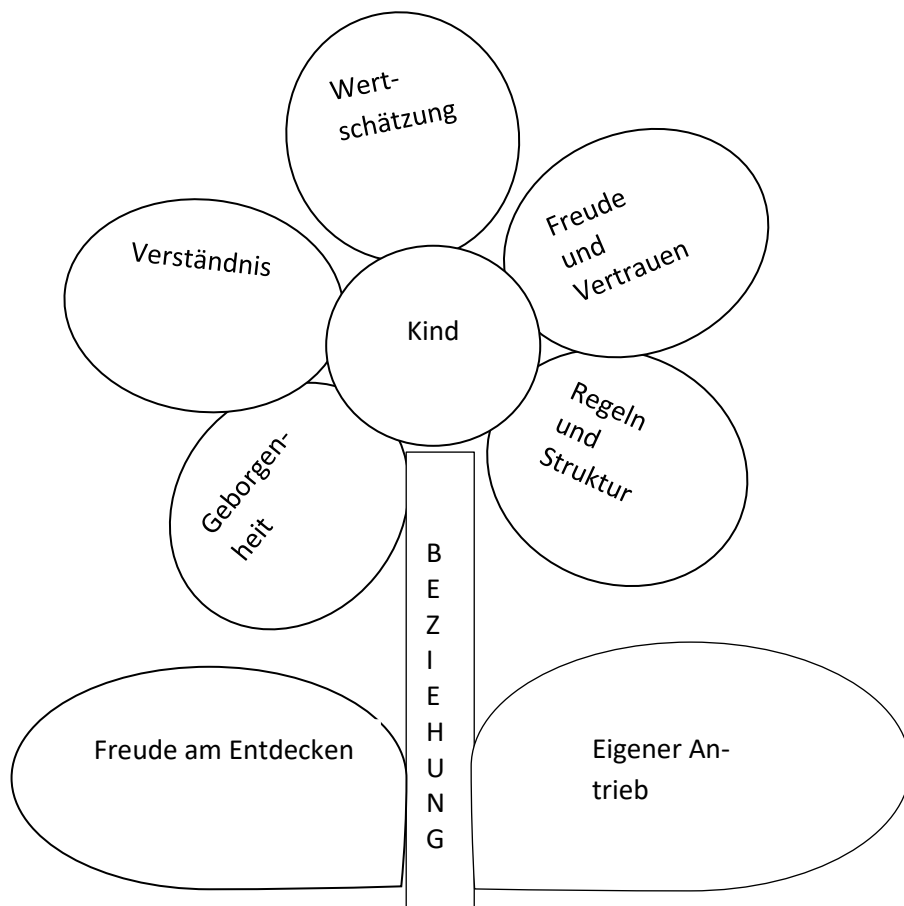 Wert-
schätzung
Freude
und
Vertrauen
Verständnis
Kind
Regeln
und
Struktur
Geborgen-
heit
B
E
Z
I
E
H
U
N
G
Freude am Entdecken
Eigener An-
trieb